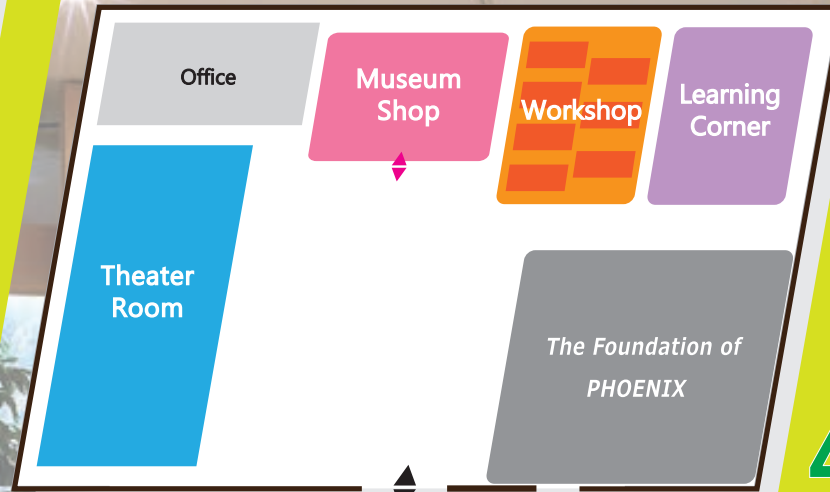 Office
Museum
Shop
Workshop
Learning
Corner
Theater
Room
The Foundation of
PHOENIX